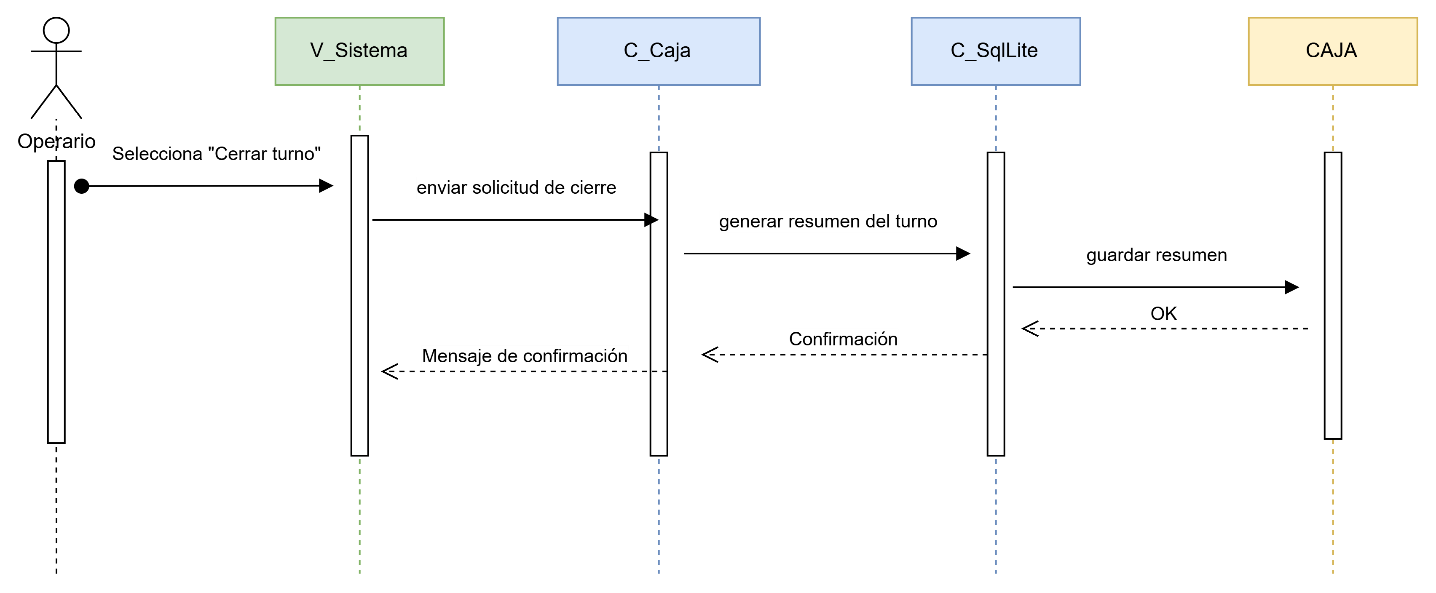 V_Sistema
C_Caja
C_SqlLite
CAJA
Operario
Selecciona "Cerrar turno"
enviar solicitud de cierre
generar resumen del turno
guardar resumen
OK
Confirmación
Mensaje de confirmación